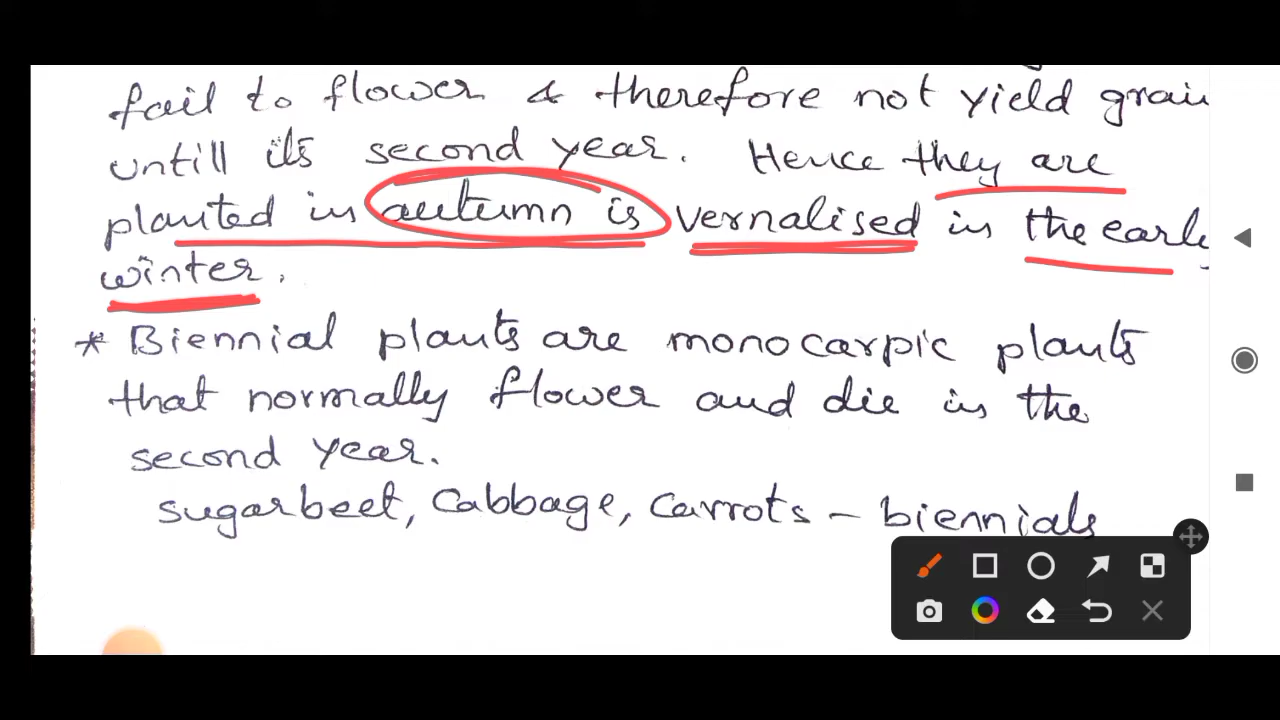 fail to flower & therefore not yield grain
untill its second year. Hence they are
planted in autumn is vernalised in the early
winter.
* Biennial plants are monocarpic plants
that normally flower and die in the
second year.
sugarbeet, Cabbage, Carrots - biennials